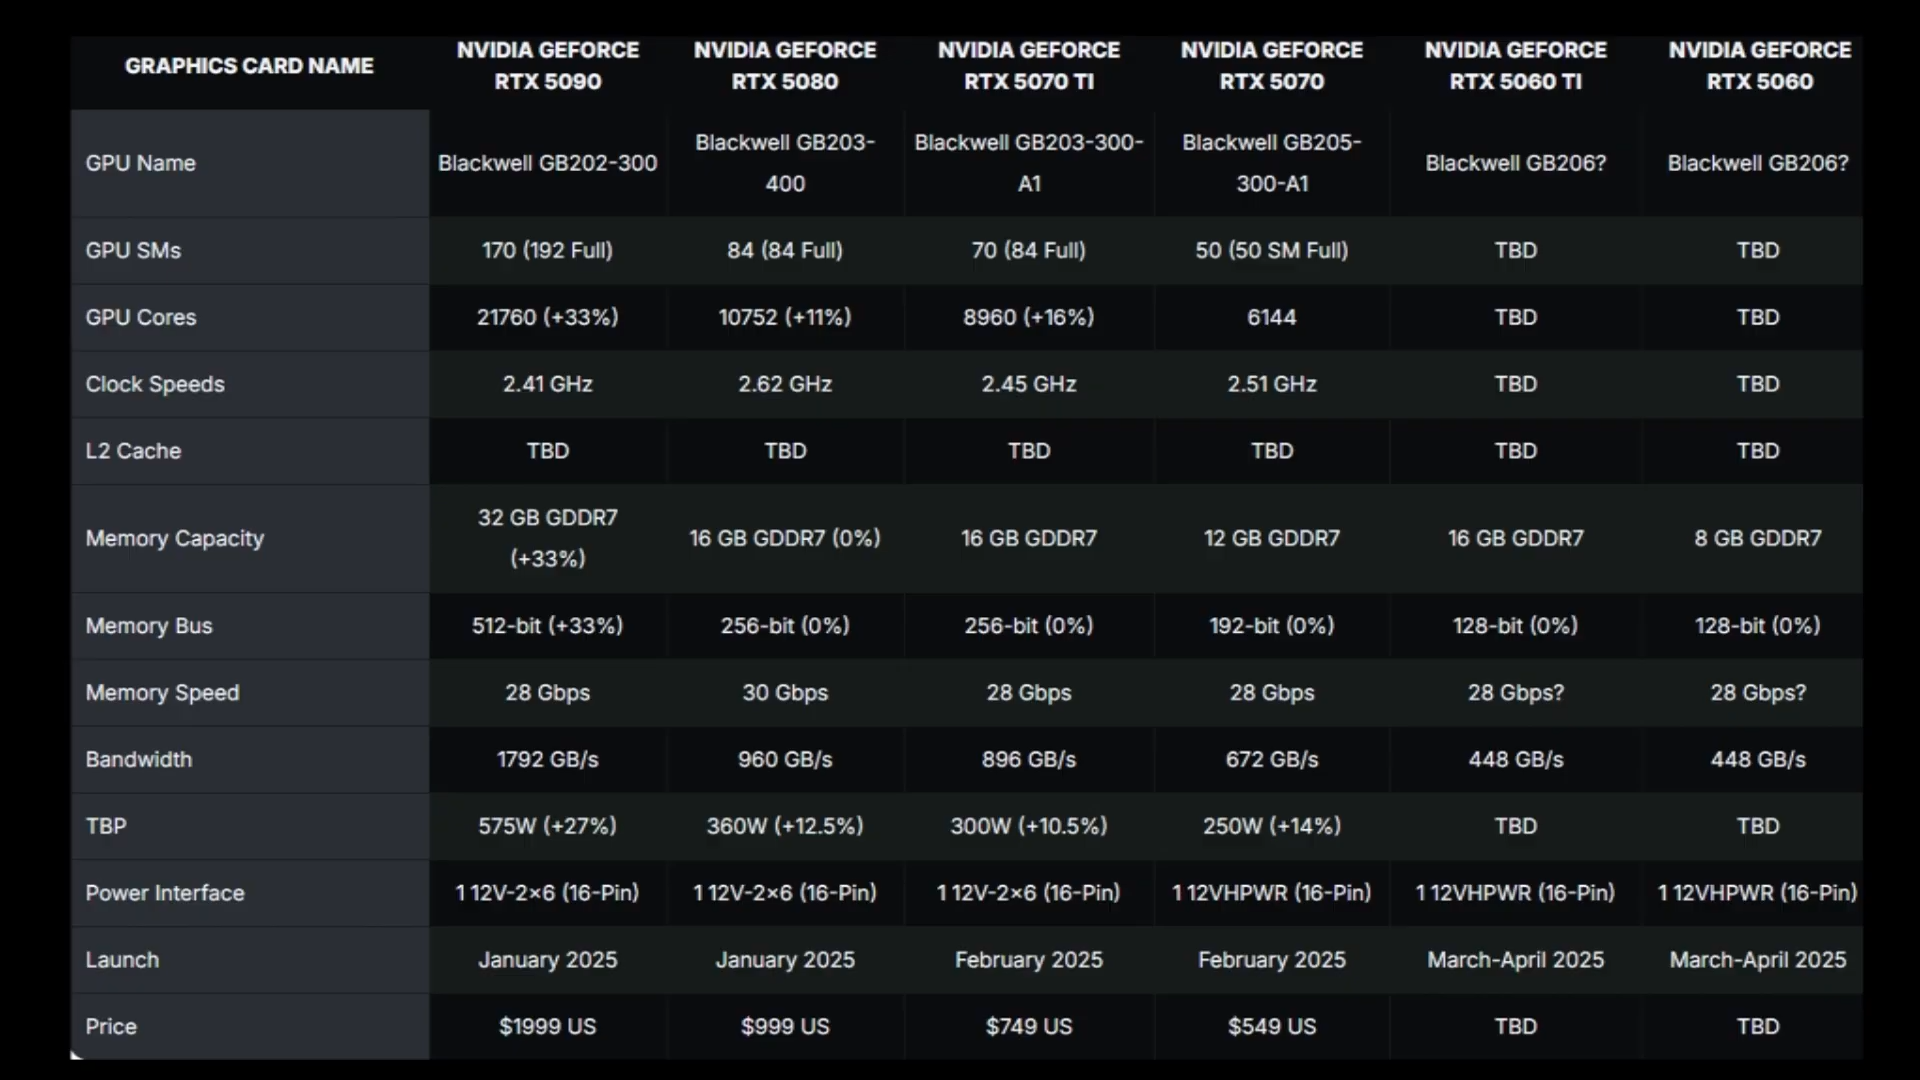 GRAPHICS CARD NAME
NVIDIA GEFORCE
RTX 5090
NVIDIA GEFORCE
RTX 5080
NVIDIA GEFORCE
RTX 5070 TI
NVIDIA GEFORCE
RTX 5070
NVIDIA GEFORCE
RTX 5060 TI
NVIDIA GEFORCE
RTX 5060
GPU Name
Blackwell GB202-300
Blackwell GB203-
400
Blackwell GB203-300-
A1
Blackwell GB205-
300-A1
Blackwell GB206?
Blackwell GB206?
GPU SMs
170 (192 Full)
84 (84 Full)
70 (84 Full)
50 (50 SM Full)
TBD
TBD
GPU Cores
21760 (+33%)
10752 (+11%)
8960 (+16%)
6144
TBD
TBD
Clock Speeds
2.41 GHz
2.62 GHz
2.45 GHz
2.51 GHz
TBD
TBD
L2 Cache
TBD
TBD
TBD
TBD
TBD
TBD
Memory Capacity
32 GB GDDR7
(+33%)
16 GB GDDR7 (0%)
16 GB GDDR7
12 GB GDDR7
16 GB GDDR7
8 GB GDDR7
Memory Bus
512-bit (+33%)
256-bit (0%)
256-bit (0%)
192-bit (0%)
128-bit (0%)
128-bit (0%)
Memory Speed
28 Gbps
30 Gbps
28 Gbps
28 Gbps
28 Gbps?
28 Gbps?
Bandwidth
1792 GB/s
960 GB/s
896 GB/s
672 GB/s
448 GB/s
448 GB/s
TBP
575W (+27%)
360W (+12.5%)
300W (+10.5%)
250W (+14%)
TBD
TBD
Power Interface
1 12V-2×6 (16-Pin)
1 12V-2×6 (16-Pin)
1 12V-2×6 (16-Pin)
1 12VHPWR (16-Pin)
1 12VHPWR (16-Pin)
1 12VHPWR (16-Pin)
Launch
January 2025
January 2025
February 2025
February 2025
March-April 2025
March-April 2025
Price
$1999 US
$999 US
$749 US
$549 US
TBD
TBD